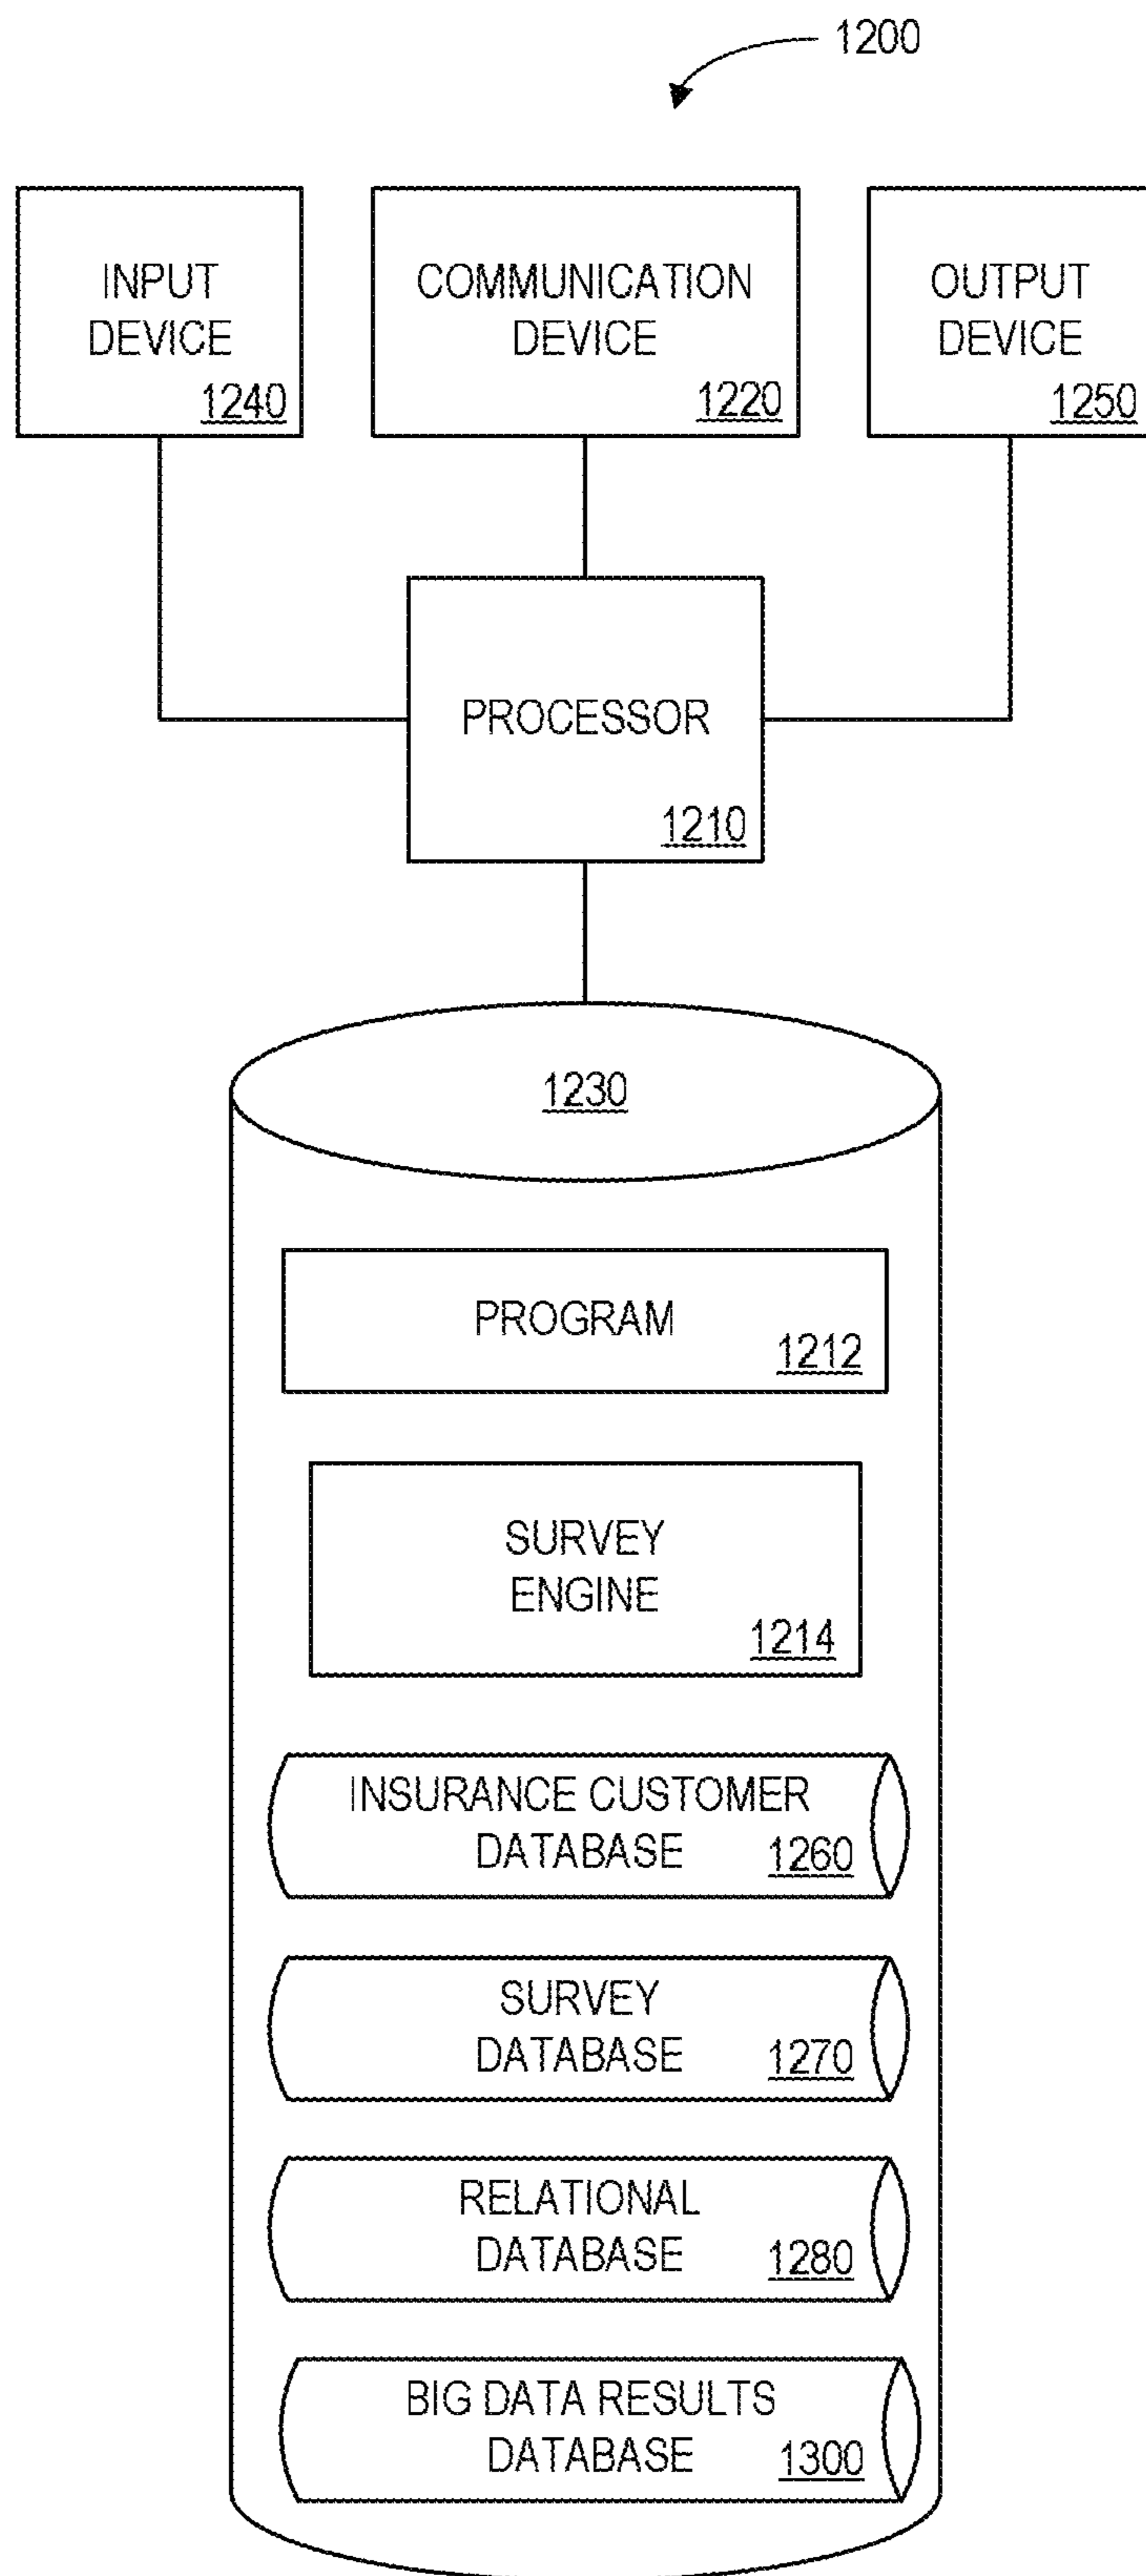 1200
INPUT
DEVICE
1240
COMMUNICATION
DEVICE
1220
OUTPUT
DEVICE
1250
PROCESSOR
1210
1230
PROGRAM
1212
SURVEY
ENGINE
1214
INSURANCE CUSTOMER
DATABASE 1260
SURVEY
DATABASE 1270
RELATIONAL
DATABASE 1280
BIG DATA RESULTS
DATABASE 1300